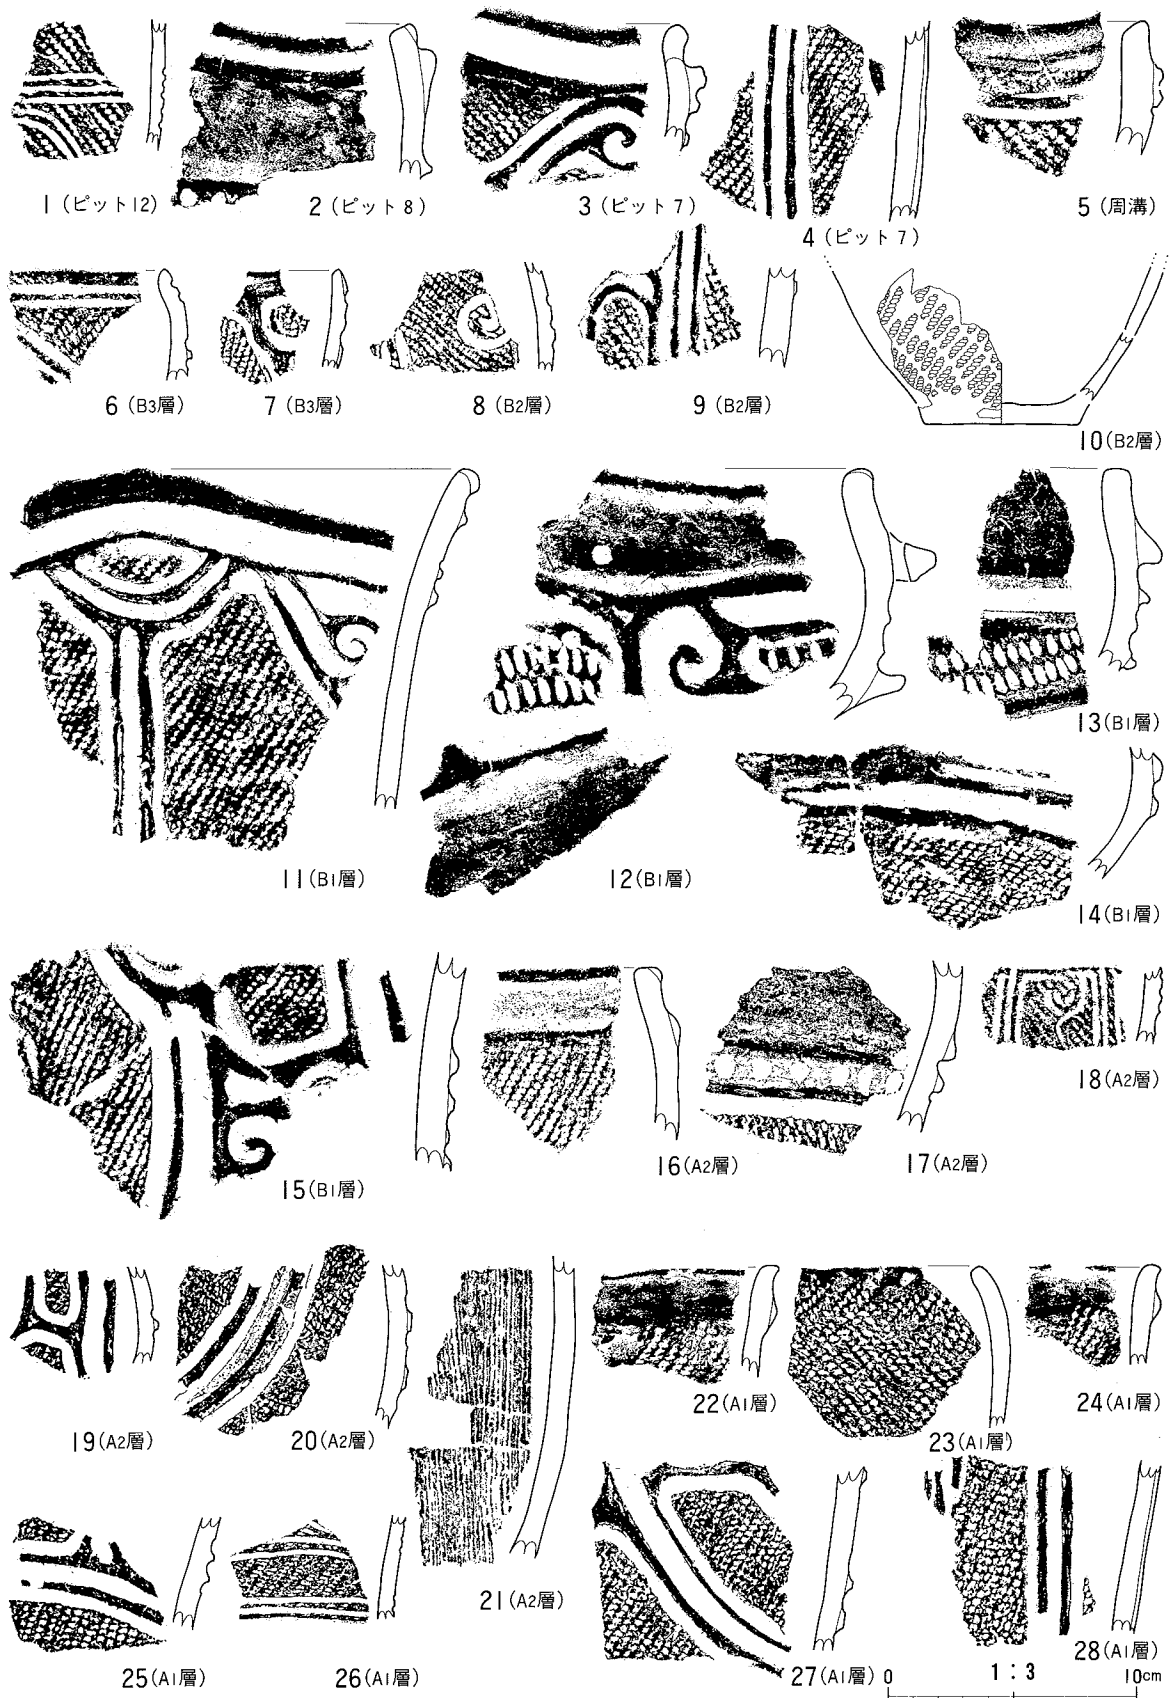 1 (ピット12)
2 (ピット8)
3 (ピット7)
4 (ピット7)
5 (周溝)
6 (B3層)
7 (B3層)
8 (B2層)
9 (B2層)
10 (B2層)
11 (B1層)
12 (B1層)
13 (B1層)
14 (B1層)
15 (B1層)
16 (A2層)
17 (A2層)
18 (A2層)
19 (A2層)
20 (A2層)
21 (A2層)
22 (A1層)
23 (A1層)
24 (A1層)
25 (A1層)
26 (A1層)
27 (A1層)
28 (A1層)
0 1:3 10cm